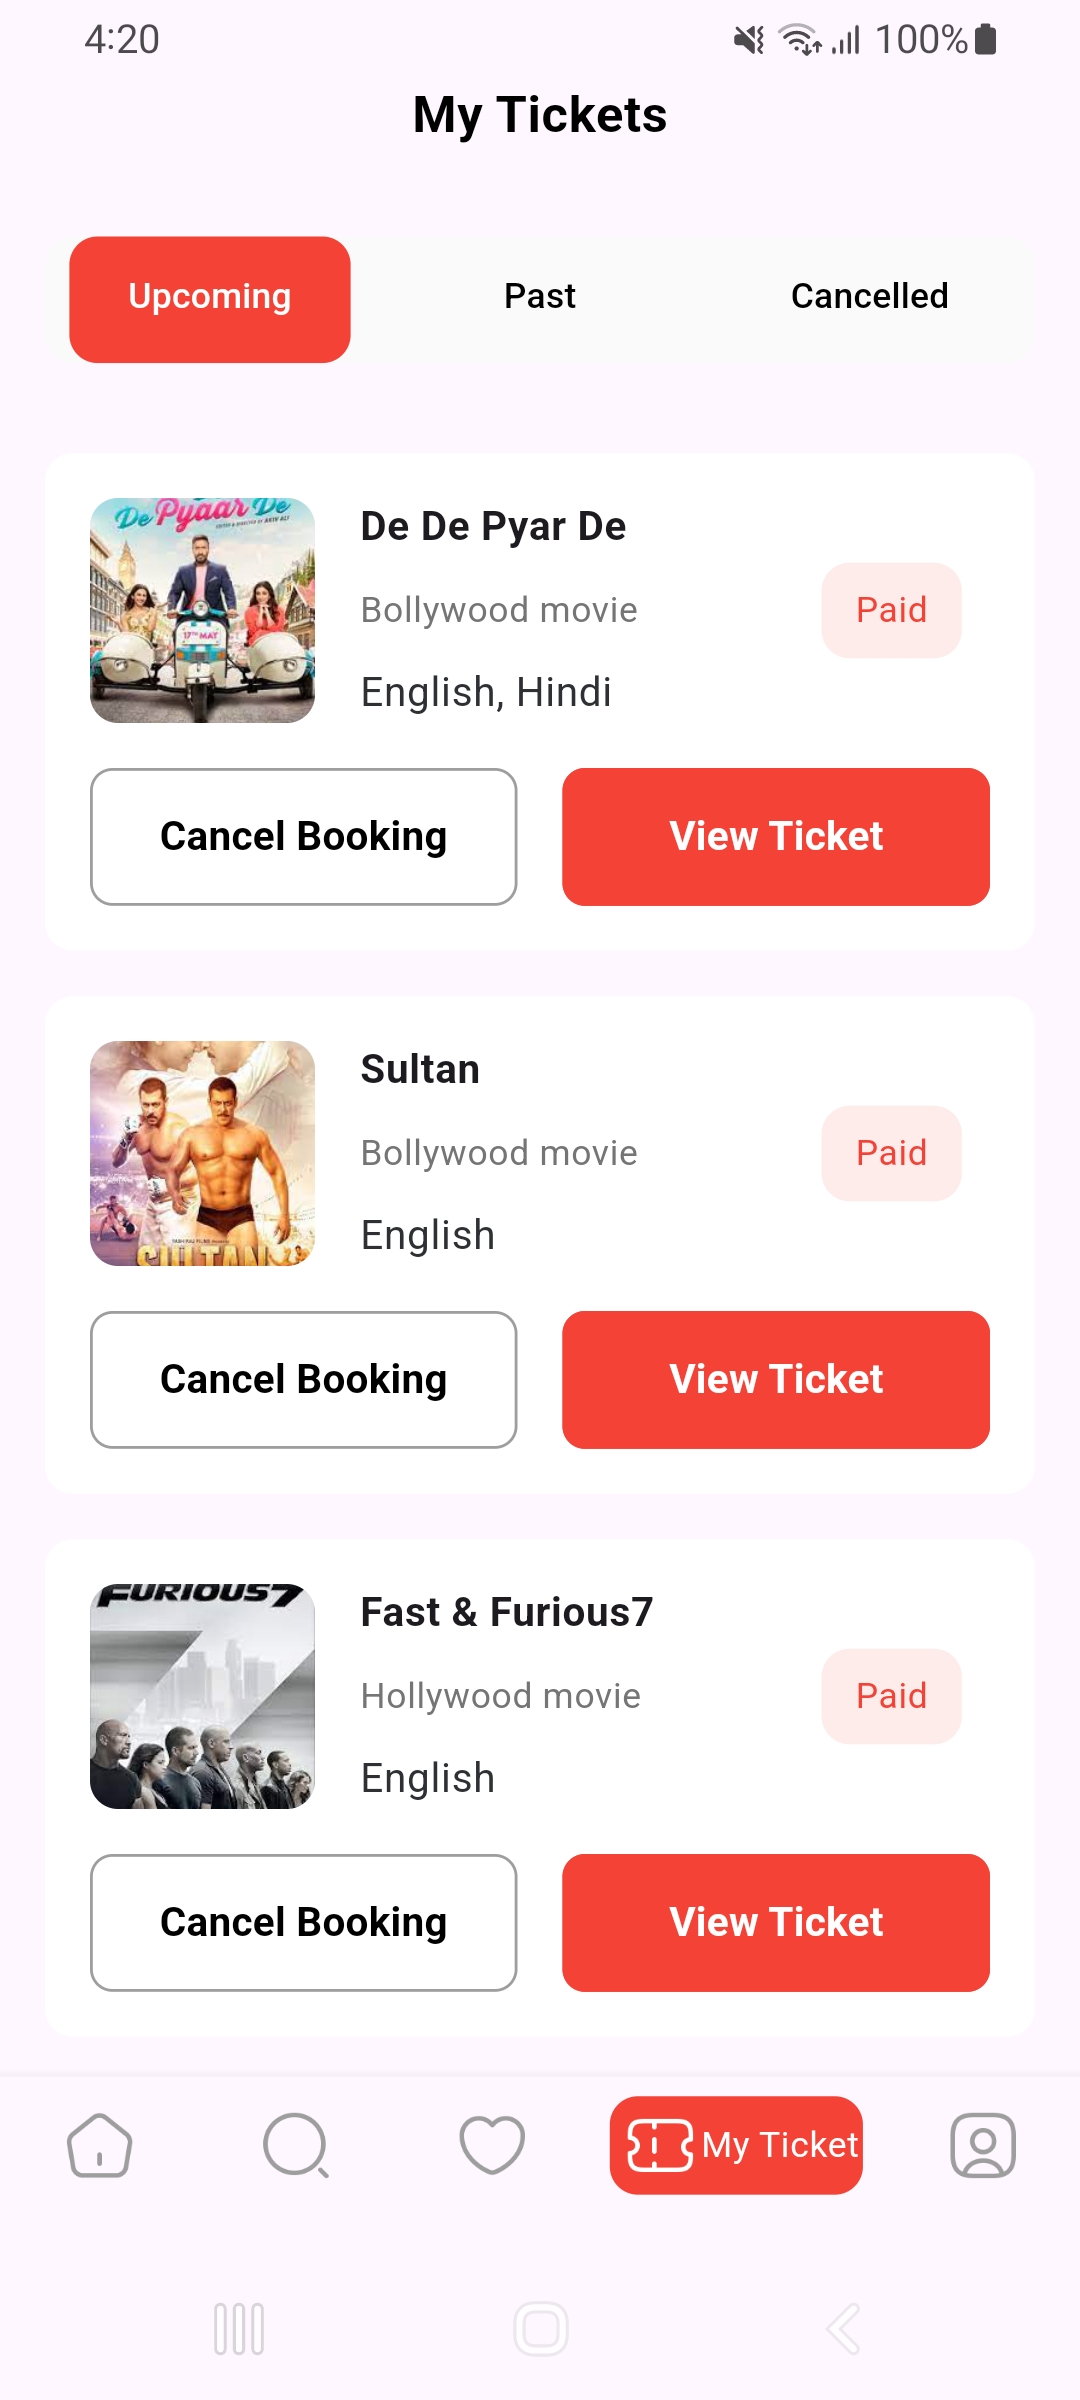 4:20
100%
My Tickets
Upcoming
Past
Cancelled
De Pyaar De
17TH MAY
De De Pyar De
Bollywood movie
Paid
English, Hindi
Cancel Booking
View Ticket
SULTAN
Sultan
Bollywood movie
Paid
English
Cancel Booking
View Ticket
FURIOUS7
Fast & Furious7
Hollywood movie
Paid
English
Cancel Booking
View Ticket
My Ticket